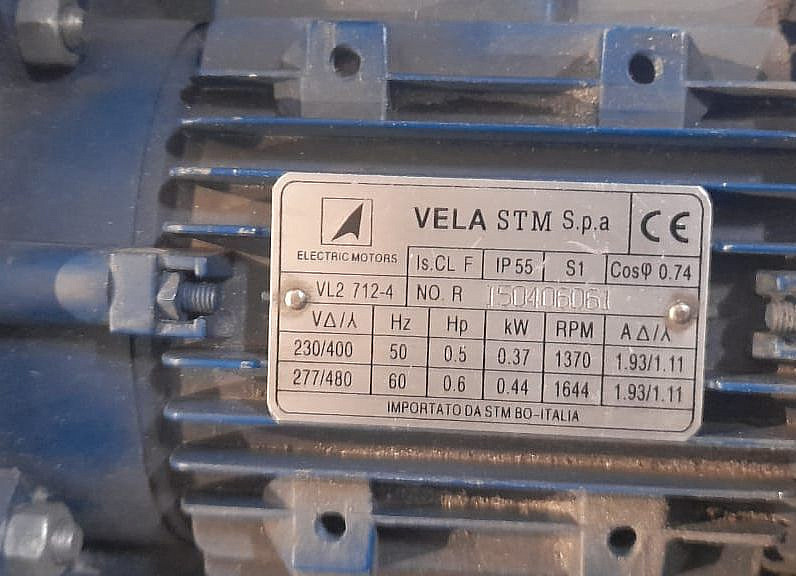 VELA STM S.p.a CE
ELECTRIC MOTORS
Is.CL F IP 55 S1 Cosφ 0.74
VL2 712-4 NO. R 150406061
V∆/⅄ Hz Hp kW RPM A ∆/⅄
230/400 50 0.5 0.37 1370 1.93/1.11
277/480 60 0.6 0.44 1644 1.93/1.11
IMPORTATO DA STM BO-ITALIA